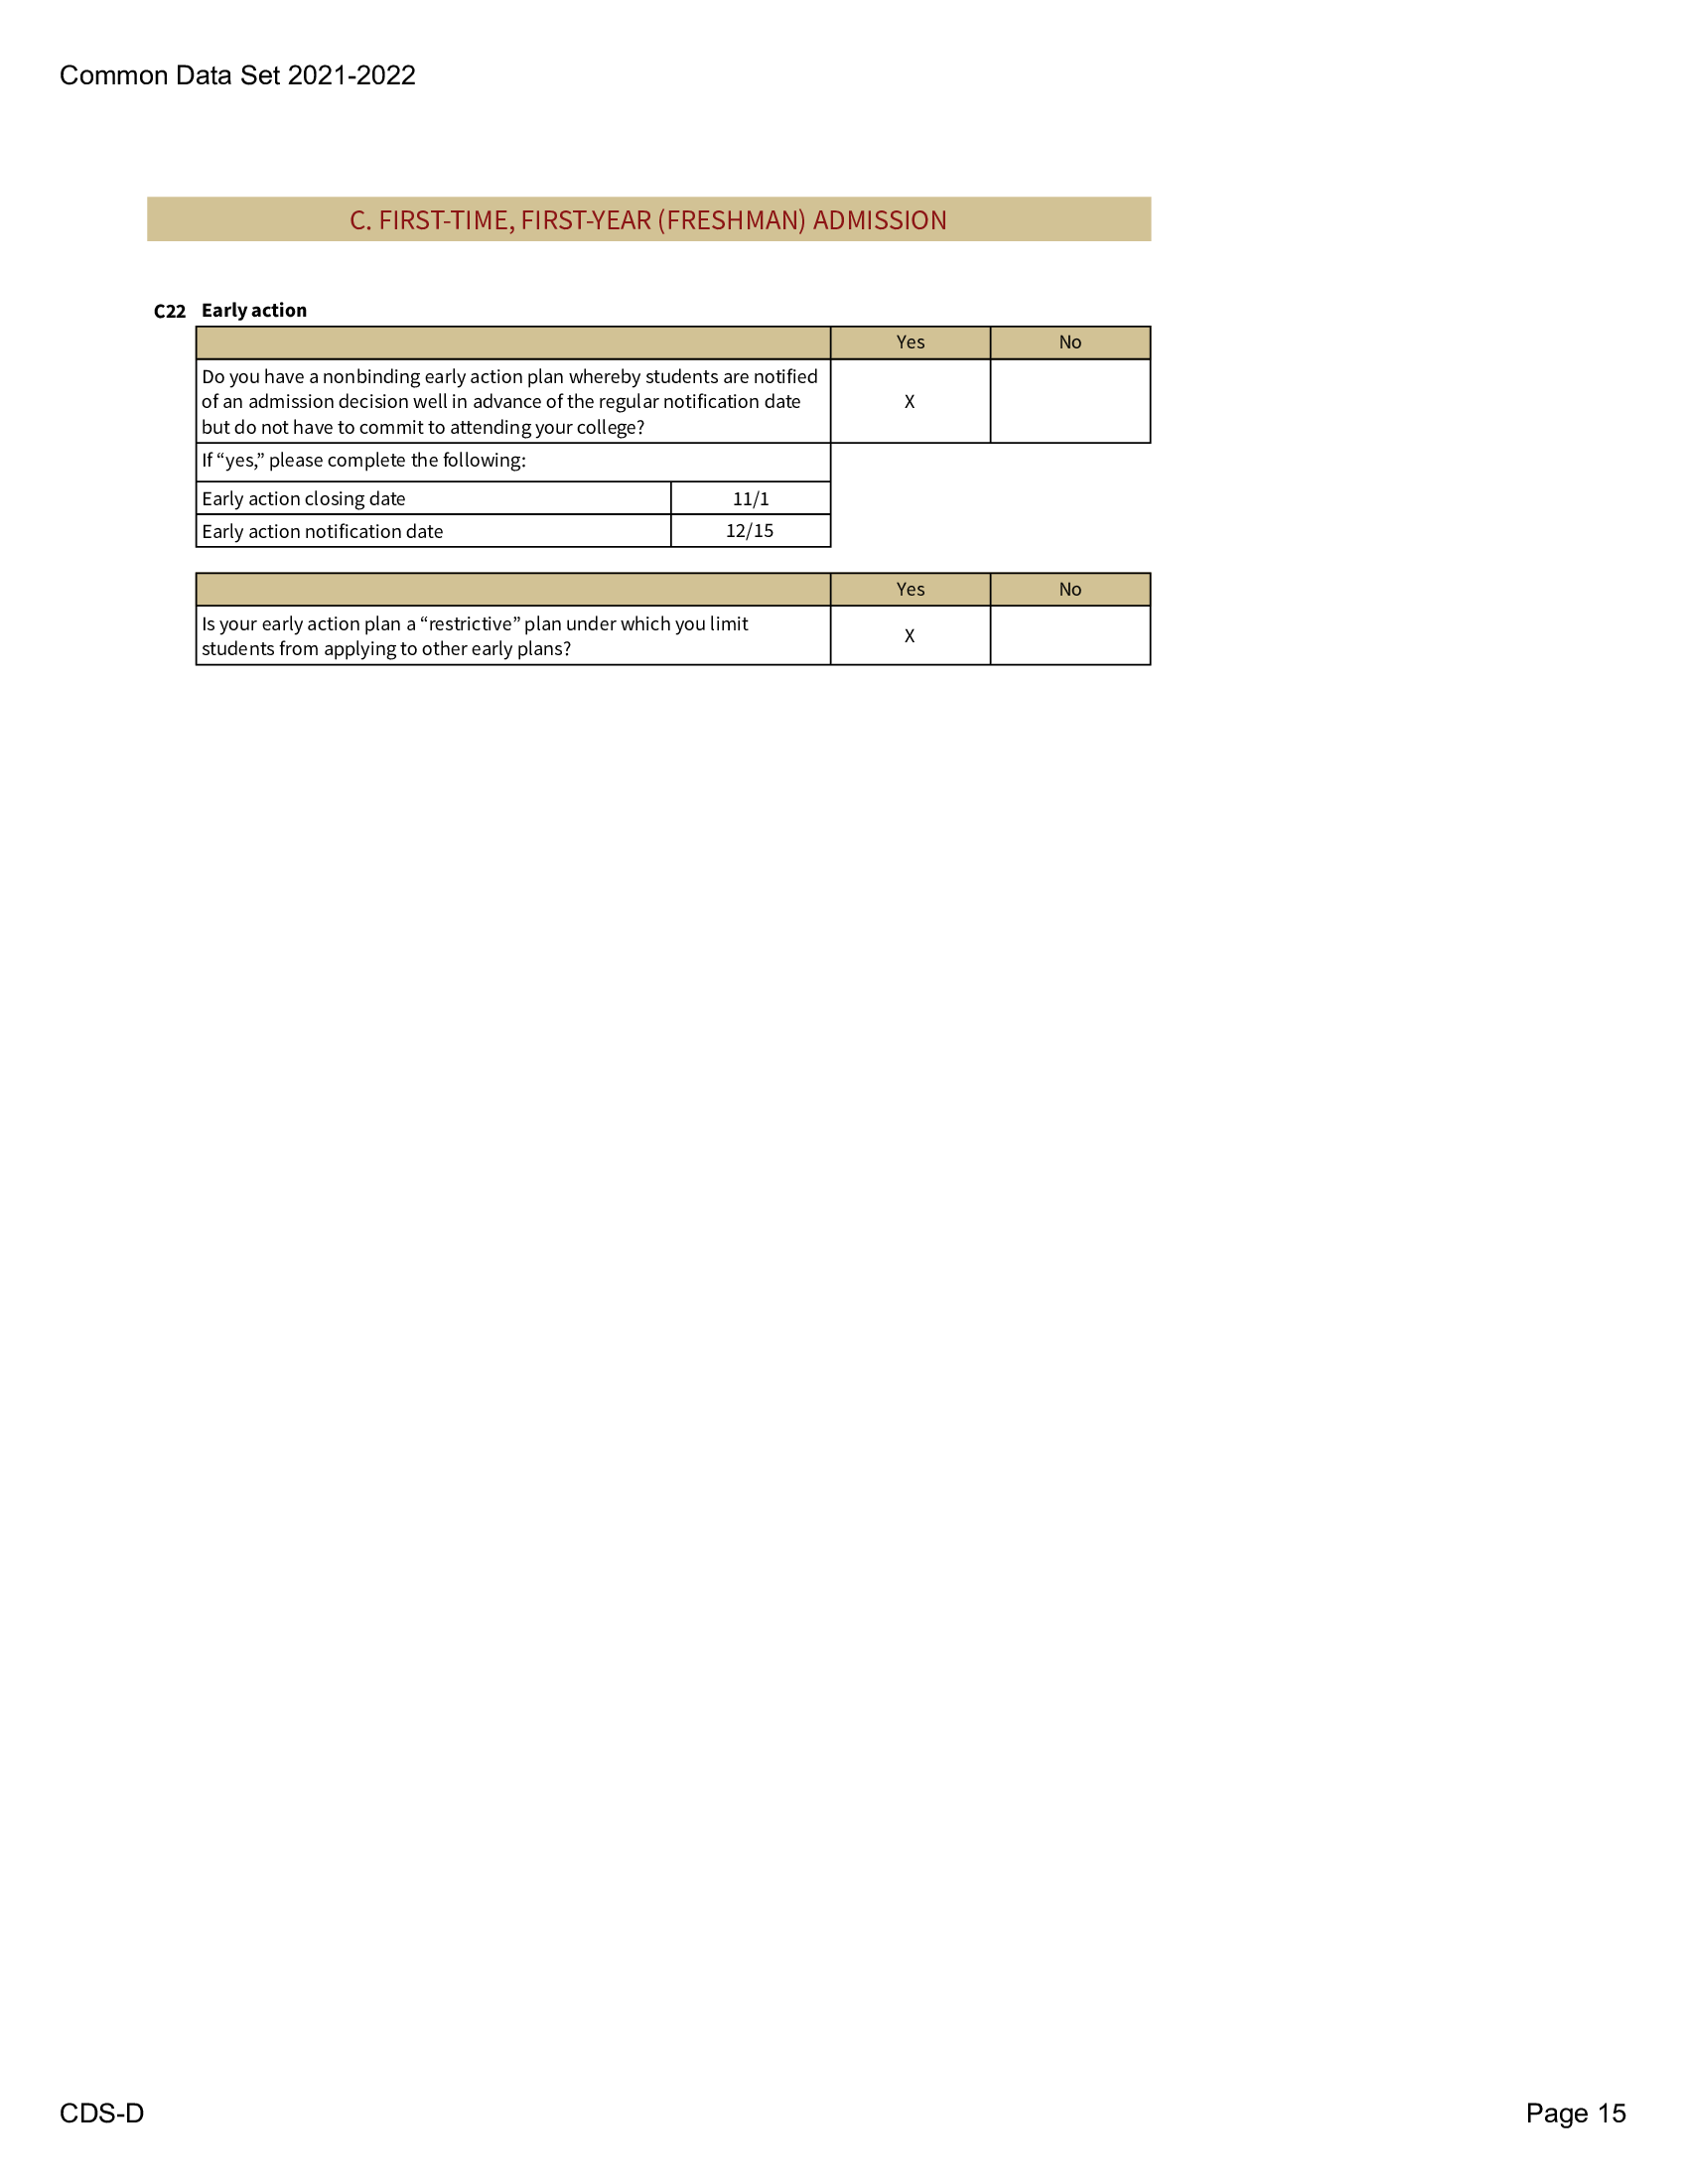 Common Data Set 2021-2022
C. FIRST-TIME, FIRST-YEAR (FRESHMAN) ADMISSION
C22 Early action
Yes No
Do you have a nonbinding early action plan whereby students are notified
of an admission decision well in advance of the regular notification date
but do not have to commit to attending your college?
X
If “yes,” please complete the following:
Early action closing date 11/1
Early action notification date 12/15
Yes No
Is your early action plan a “restrictive” plan under which you limit
students from applying to other early plans?
X
CDS-D Page 15